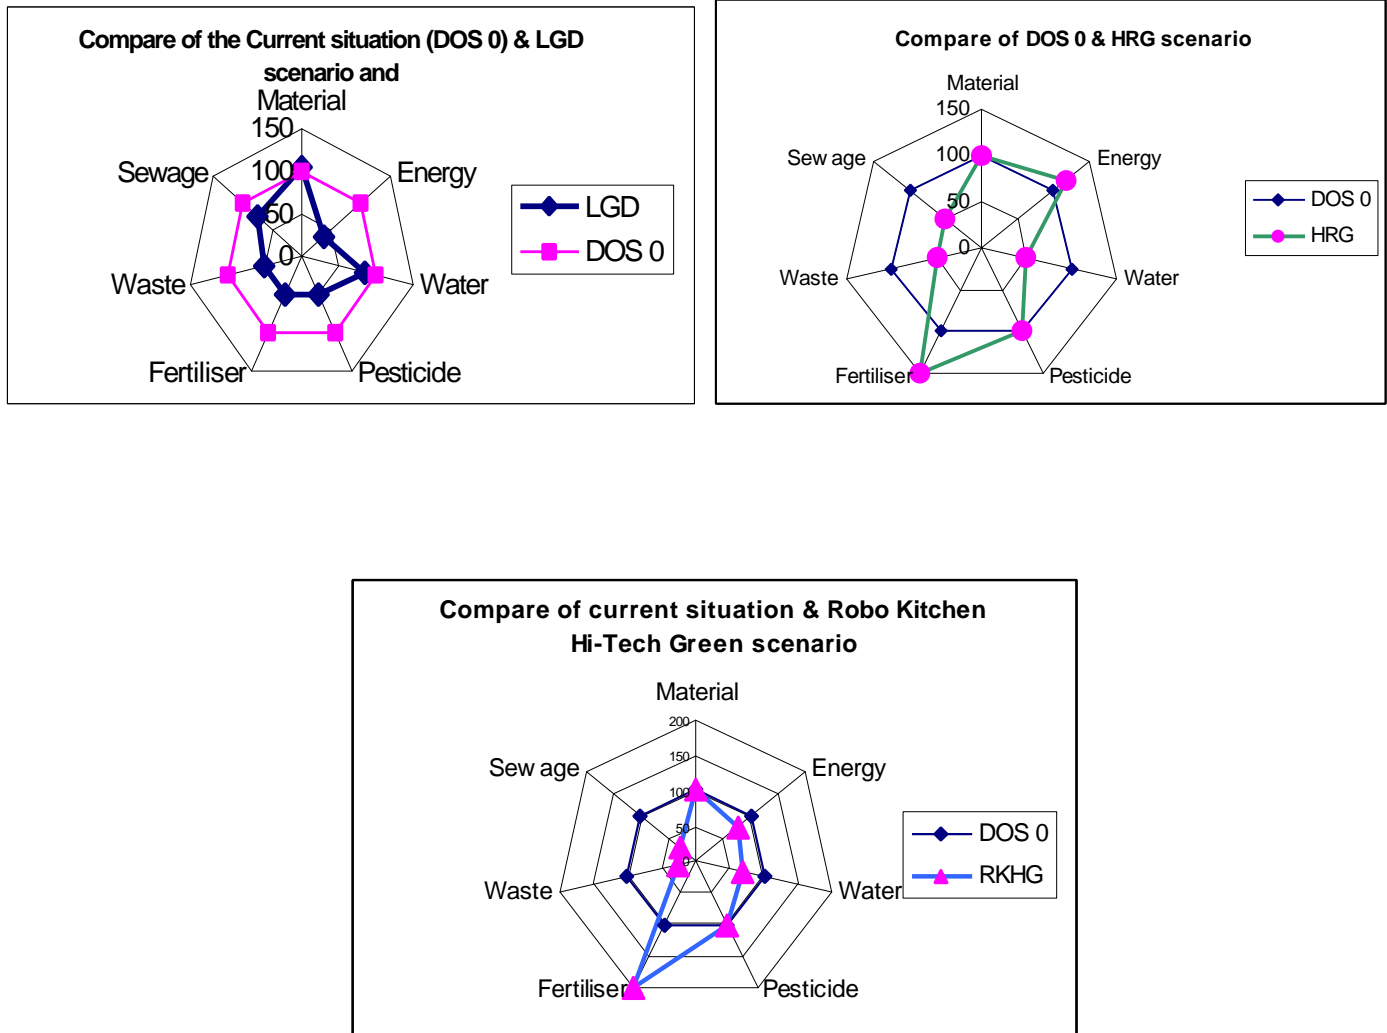 Compare of the Current situation (DOS 0) & LGD
scenario and
Material
150
100
50
0
Sewage
Energy
Waste
Water
Fertiliser
Pesticide
LGD
DOS 0
Compare of DOS 0 & HRG scenario
Material
150
100
50
0
Sew age
Energy
Waste
Water
Fertiliser
Pesticide
DOS 0
HRG
Compare of current situation & Robo Kitchen
Hi-Tech Green scenario
Material
200
150
100
50
0
Sew age
Energy
Waste
Water
Fertiliser
Pesticide
DOS 0
RKHG